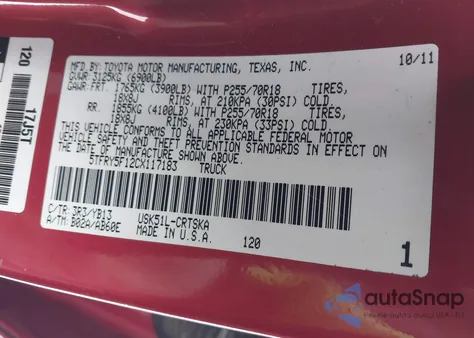 MFD. BY: TOYOTA MOTOR MANUFACTURING, TEXAS, INC. 10/11
GVWR 3125KG (6900LB)
GAWR: FRT. 1765KG (3900LB) WITH P255/70R18 TIRES,
18X8J RIMS, AT 210KPA (30PSI) COLD
RR. 1855KG (4100LB) WITH P255/70R18 TIRES,
18X8J RIMS, AT 230KPA (33PSI) COLD
THIS VEHICLE CONFORMS TO ALL APPLICABLE FEDERAL MOTOR
VEHICLE SAFETY AND THEFT PREVENTION STANDARDS IN EFFECT ON
THE DATE OF MANUFACTURE SHOWN ABOVE.
5TFRY5F12CX117183 TRUCK
C/TR: 3R3/YB13 USK51L-CRTSKA
A/TM: B02A/AB60E MADE IN U.S.A. 120 1
120 17J5T
autoSnap